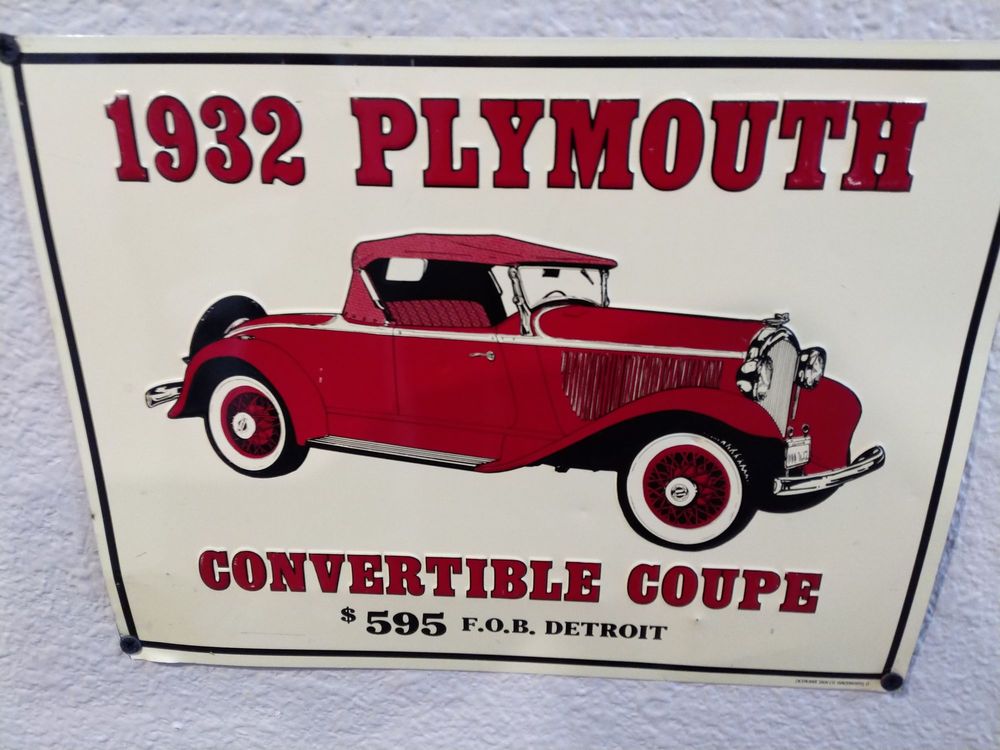 1932 PLYMOUTH
CONVERTIBLE COUPE
$ 595 F.O.B. DETROIT